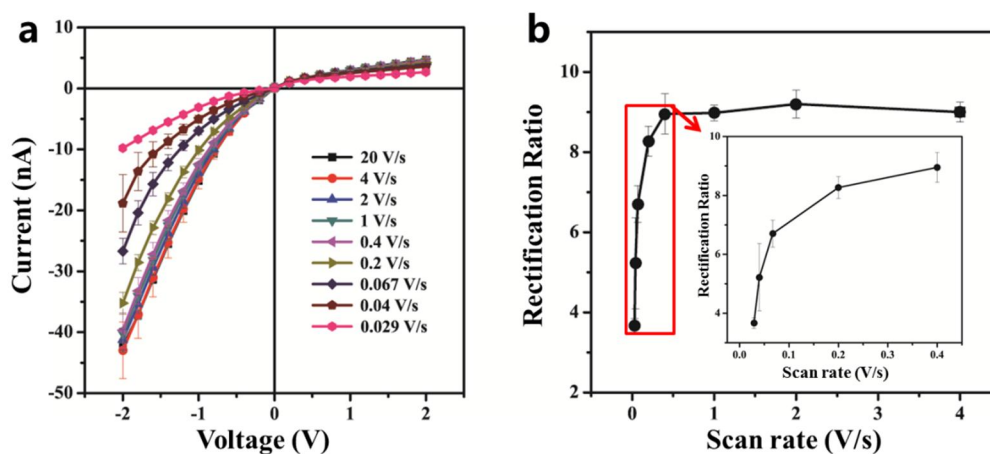 a
10
0
-10
-20
-30
-40
-50
Current (nA)
20 V/s
4 V/s
2 V/s
1 V/s
0.4 V/s
0.2 V/s
0.067 V/s
0.04 V/s
0.029 V/s
-2
-1
0
1
2
Voltage (V)
b
10
8
6
4
2
Rectification Ratio
10
8
6
4
Rectification Ratio
0.0
0.1
0.2
0.3
0.4
Scan rate (V/s)
0
1
2
3
4
Scan rate (V/s)